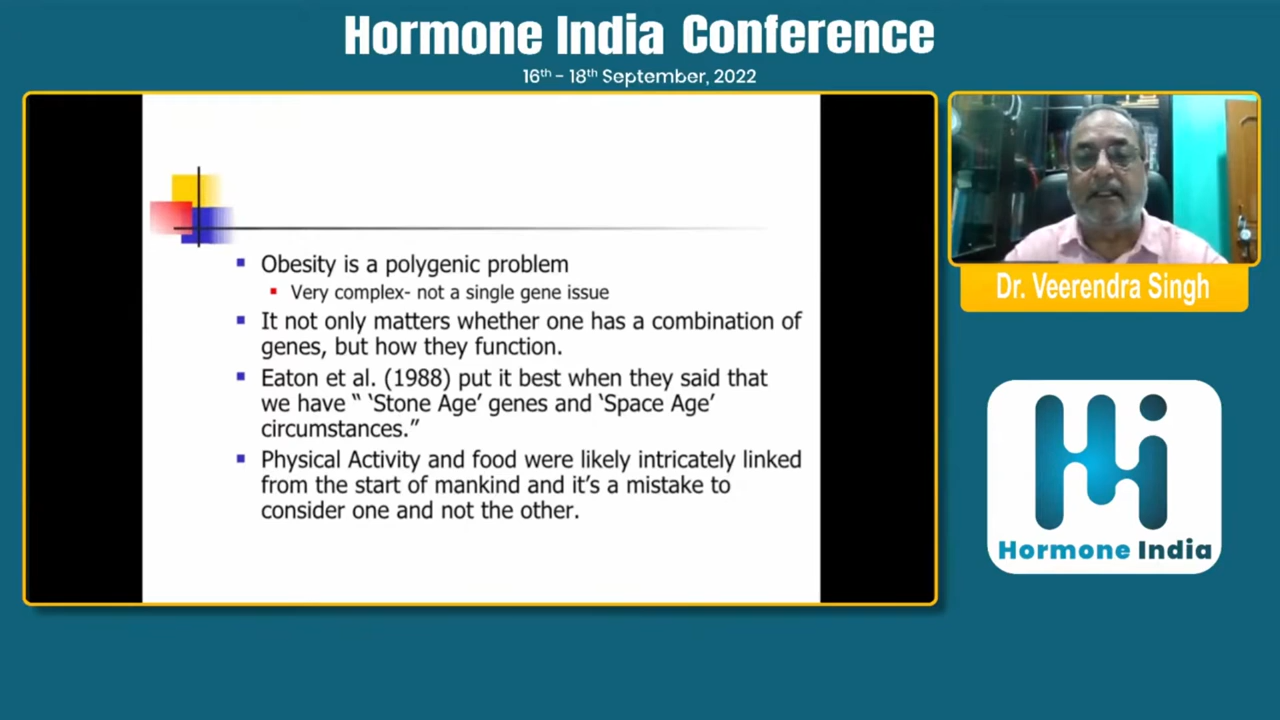 Hormone India Conference
16th - 18th September, 2022
Obesity is a polygenic problem
Very complex- not a single gene issue
It not only matters whether one has a combination of
genes, but how they function.
Eaton et al. (1988) put it best when they said that
we have “ ‘Stone Age’ genes and ‘Space Age’
circumstances.”
Physical Activity and food were likely intricately linked
from the start of mankind and it’s a mistake to
consider one and not the other.
Dr. Veerendra Singh
Hi
Hormone India